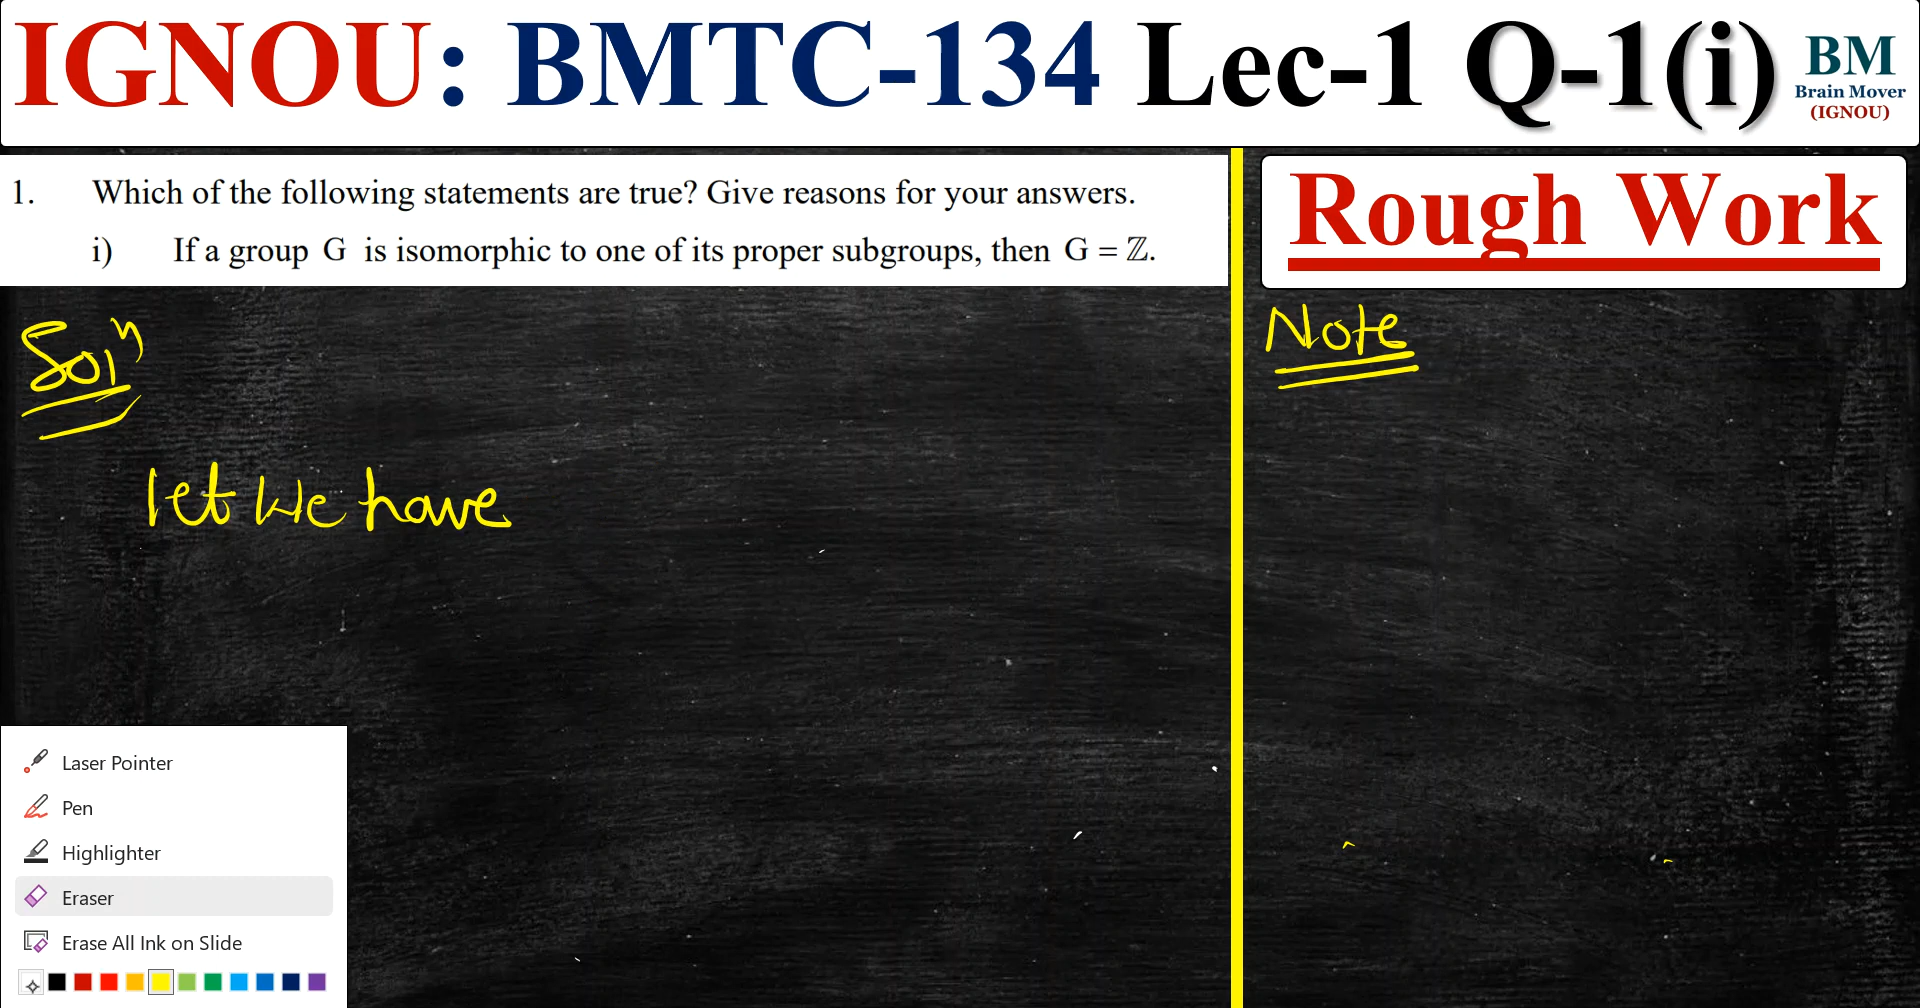 IGNOU: BMTC-134 Lec-1 Q-1(i)
BM
Brain Mover
(IGNOU)
1. Which of the following statements are true? Give reasons for your answers.
i) If a group G is isomorphic to one of its proper subgroups, then G = ℤ.
Rough Work
Soln
Note
let We have
Laser Pointer
Pen
Highlighter
Eraser
Erase All Ink on Slide